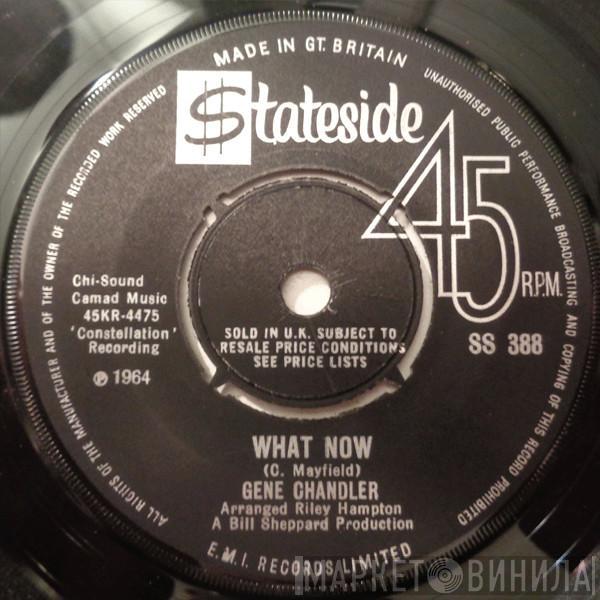 MADE IN GT. BRITAIN
UNAUTHORISED PUBLIC PERFORMANCE BROADCASTING AND COPYING OF THIS RECORD PROHIBITED
ALL RIGHTS OF THE MANUFACTURER AND OF THE OWNER OF THE RECORDED WORK RESERVED
$tateside
45 R.P.M.
Chi-Sound
Camad Music
45KR-4475
'Constellation'
Recording
℗ 1964
SOLD IN U.K. SUBJECT TO
RESALE PRICE CONDITIONS
SEE PRICE LISTS
SS 388
WHAT NOW
(C. Mayfield)
GENE CHANDLER
Arranged Riley Hampton
A Bill Sheppard Production
E.M.I. RECORDS LIMITED
МАРКЕТ ВИНИЛА